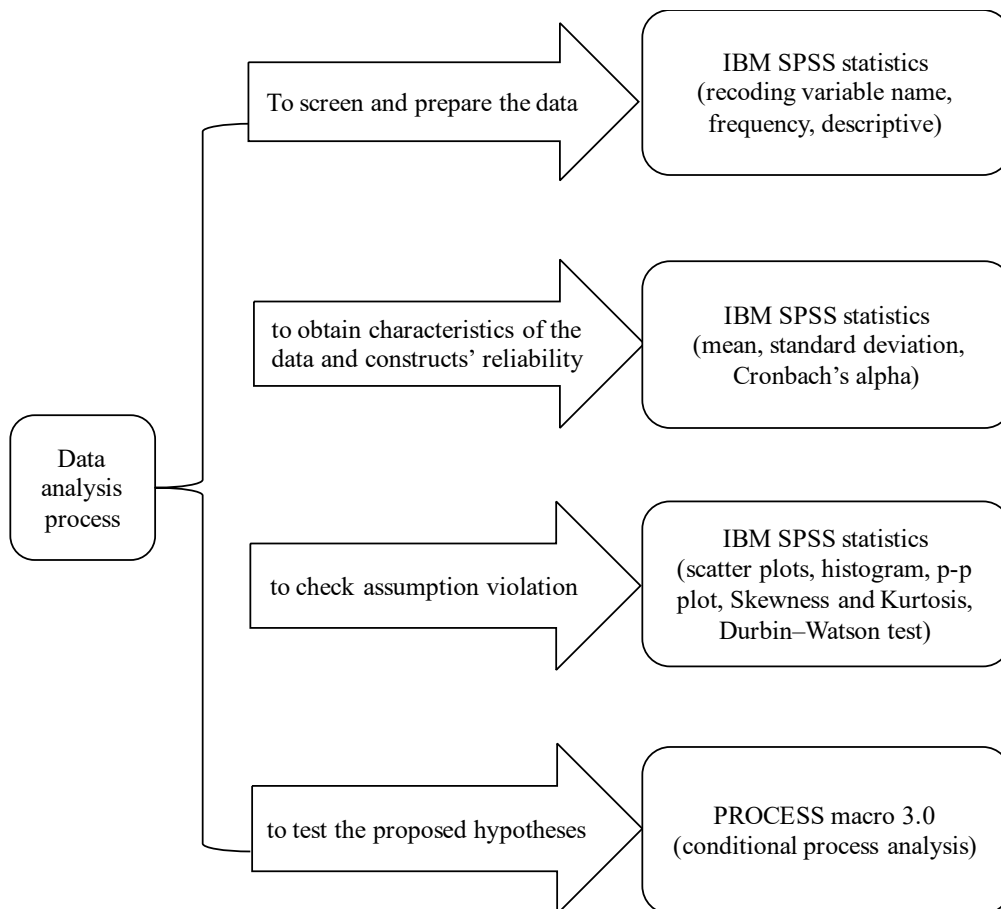 To screen and prepare the data
IBM SPSS statistics
(recoding variable name,
frequency, descriptive)
to obtain characteristics of the
data and constructs’ reliability
IBM SPSS statistics
(mean, standard deviation,
Cronbach’s alpha)
Data
analysis
process
to check assumption violation
IBM SPSS statistics
(scatter plots, histogram, p-p
plot, Skewness and Kurtosis,
Durbin–Watson test)
to test the proposed hypotheses
PROCESS macro 3.0
(conditional process analysis)